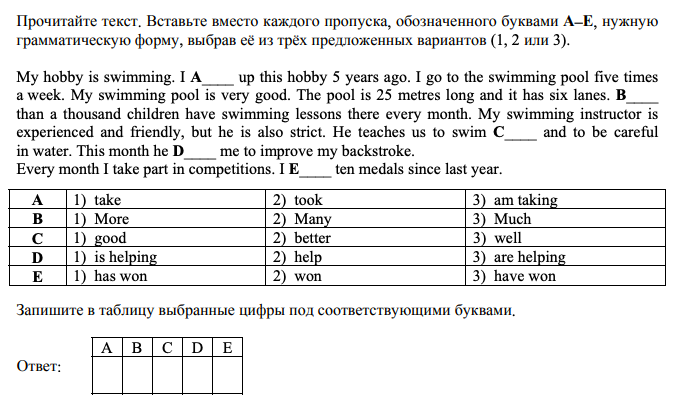 Прочитайте текст. Вставьте вместо каждого пропуска, обозначенного буквами А–Е, нужную
грамматическую форму, выбрав её из трёх предложенных вариантов (1, 2 или 3).
My hobby is swimming. I A____ up this hobby 5 years ago. I go to the swimming pool five times
a week. My swimming pool is very good. The pool is 25 metres long and it has six lanes. B____
than a thousand children have swimming lessons there every month. My swimming instructor is
experienced and friendly, but he is also strict. He teaches us to swim C____ and to be careful
in water. This month he D____ me to improve my backstroke.
Every month I take part in competitions. I E____ ten medals since last year.
A 1) take 2) took 3) am taking
B 1) More 2) Many 3) Much
C 1) good 2) better 3) well
D 1) is helping 2) help 3) are helping
E 1) has won 2) won 3) have won
Запишите в таблицу выбранные цифры под соответствующими буквами.
A B C D E
Ответ: